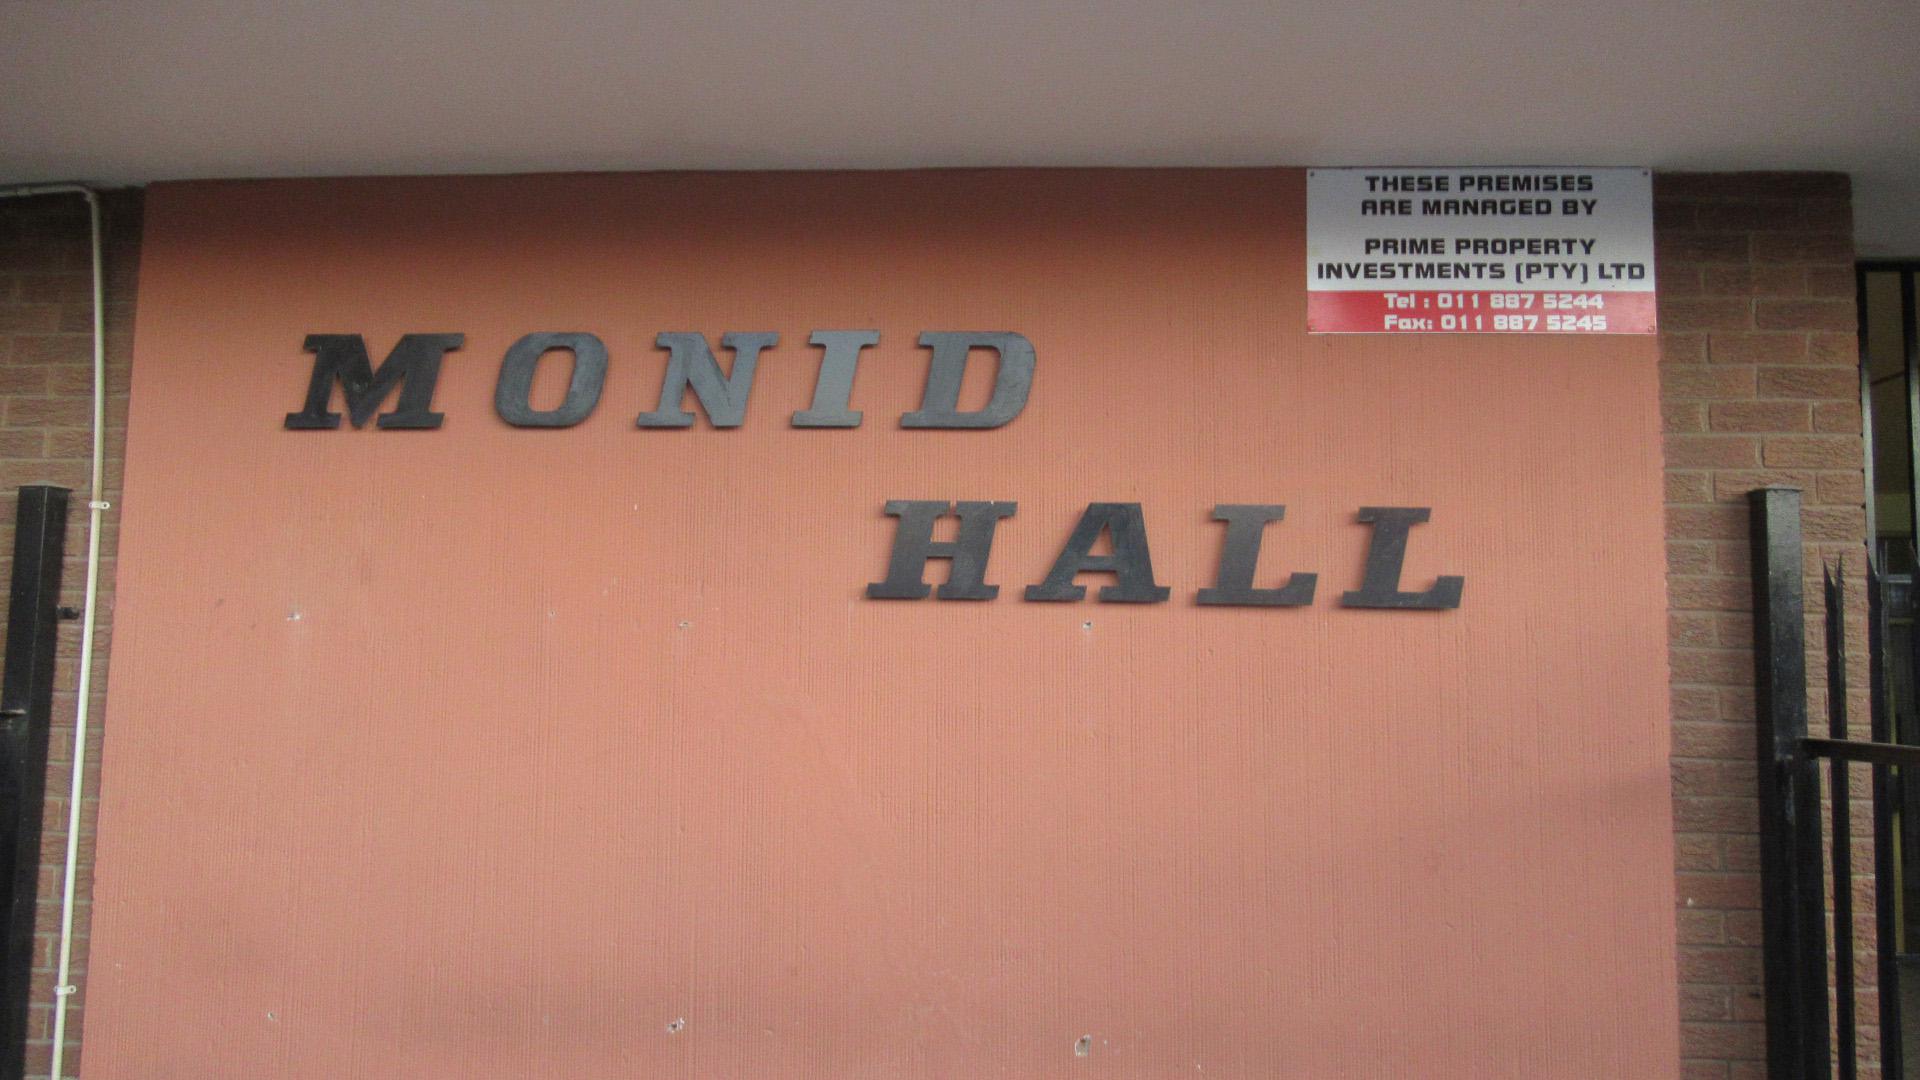 MONID
HALL
THESE PREMISES
ARE MANAGED BY
PRIME PROPERTY
INVESTMENTS (PTY) LTD
Tel : 011 887 5244
Fax: 011 887 5245